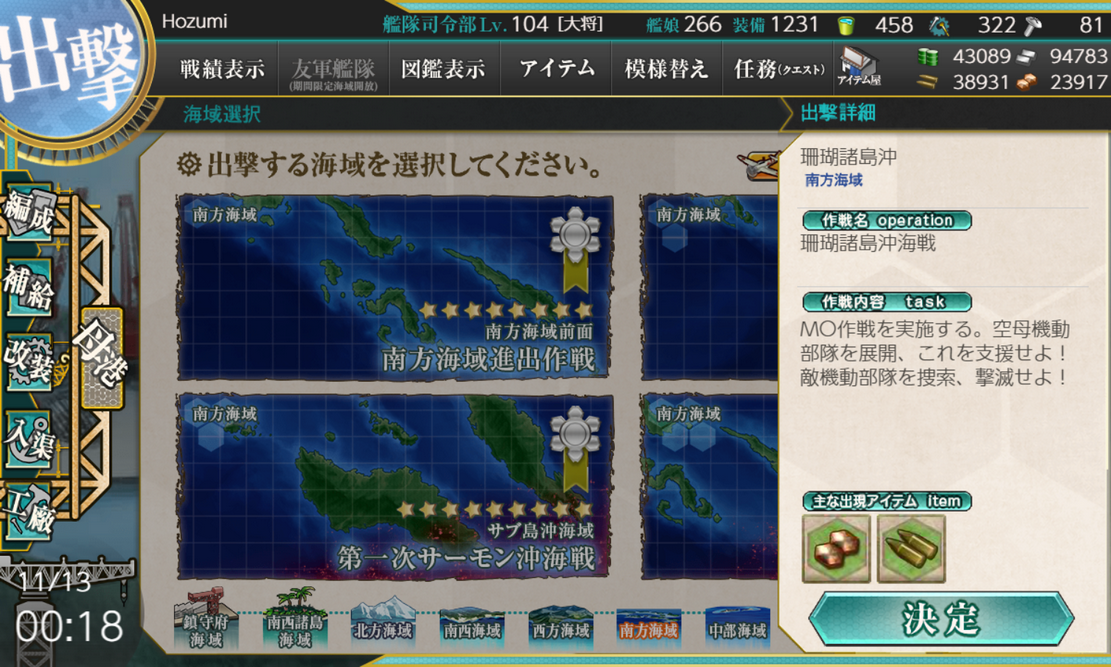 出撃
Hozumi
艦隊司令部Lv. 104 [大将]
艦娘 266 装備 1231
458
322
81
戦績表示
友軍艦隊
(期間限定海域開放)
図鑑表示
アイテム
模様替え
任務(クエスト)
アイテム屋
43089 94783
38931 23917
海域選択
出撃詳細
出撃する海域を選択してください。
珊瑚諸島沖
南方海域
作戦名 operation
珊瑚諸島沖海戦
作戦内容 task
MO作戦を実施する。空母機動
部隊を展開、これを支援せよ！
敵機動部隊を捜索、撃滅せよ！
主な出現アイテム item
決定
南方海域
南方海域前面
南方海域進出作戦
南方海域
南方海域
サブ島沖海域
第一次サーモン沖海戦
南方海域
編成
補給
改装
入渠
工廠
母港
鎮守府
海域
南西諸島
海域
北方海域
南西海域
西方海域
南方海域
中部海域
11/13
00:18